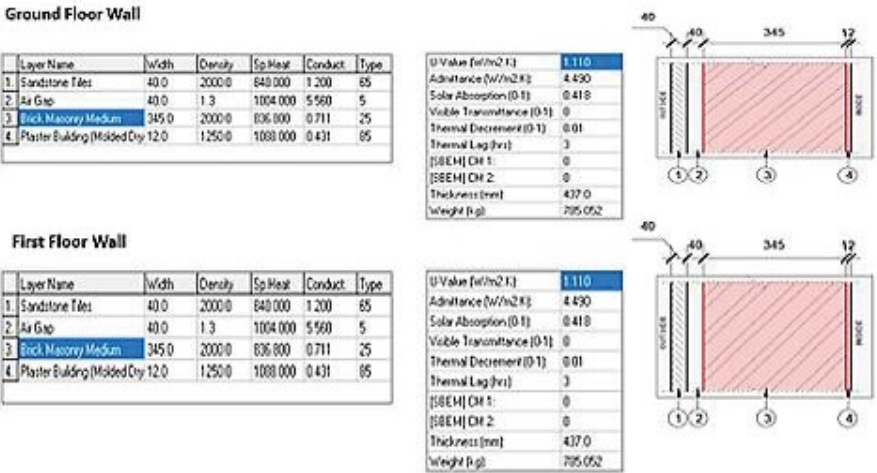 Ground Floor Wall
Layer Name Width Density Sp.Heat Conduct. Type
1. Sandstone Tiles 40.0 2000.0 840.000 1.200 65
2. Air Gap 40.0 1.3 1004.000 5.560 5
3. Brick Masonry Medium 345.0 2000.0 836.800 0.711 25
4. Plaster Building (Molded Dry 12.0 1250.0 1088.000 0.431 85
U-Value (W/m2.K): 1.110
Admittance (W/m2.K): 4.490
Solar Absorption (0-1): 0.418
Visible Transmittance (0-1): 0
Thermal Decrement (0-1): 0.01
Thermal Lag (hrs): 3
[SBEM] CM 1: 0
[SBEM] CM 2: 0
Thickness (mm): 437.0
Weight (kg): 785.052
40 40 345 12
OUTSIDE INSIDE
1 2 3 4
First Floor Wall
Layer Name Width Density Sp.Heat Conduct. Type
1. Sandstone Tiles 40.0 2000.0 840.000 1.200 65
2. Air Gap 40.0 1.3 1004.000 5.560 5
3. Brick Masonry Medium 345.0 2000.0 836.800 0.711 25
4. Plaster Building (Molded Dry 12.0 1250.0 1088.000 0.431 85
U-Value (W/m2.K): 1.110
Admittance (W/m2.K): 4.490
Solar Absorption (0-1): 0.418
Visible Transmittance (0-1): 0
Thermal Decrement (0-1): 0.01
Thermal Lag (hrs): 3
[SBEM] CM 1: 0
[SBEM] CM 2: 0
Thickness (mm): 437.0
Weight (kg): 785.052
40 40 345 12
OUTSIDE INSIDE
1 2 3 4